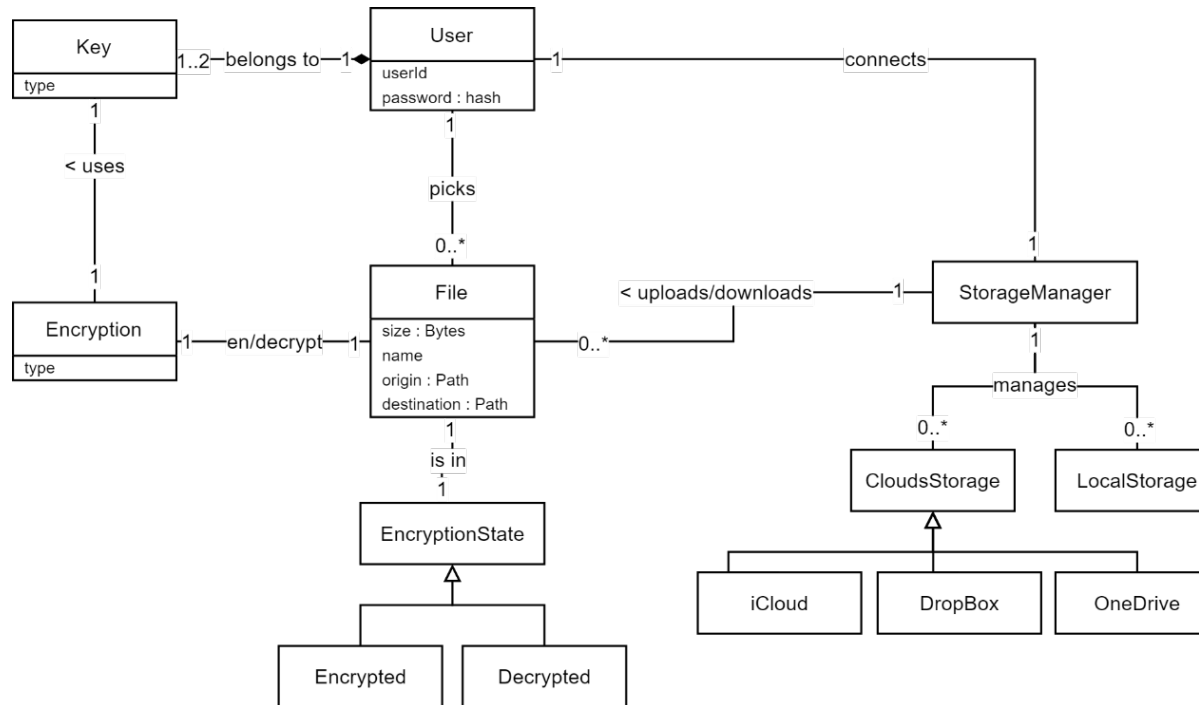 Key
type
1..2
belongs to
1
User
userId
password : hash
1
connects
1
< uses
1
1
picks
0..*
1
Encryption
type
1
en/decrypt
1
File
size : Bytes
name
origin : Path
destination : Path
0..*
< uploads/downloads
1
StorageManager
1
manages
0..*
0..*
CloudsStorage
LocalStorage
iCloud
DropBox
OneDrive
1
is in
1
EncryptionState
Encrypted
Decrypted